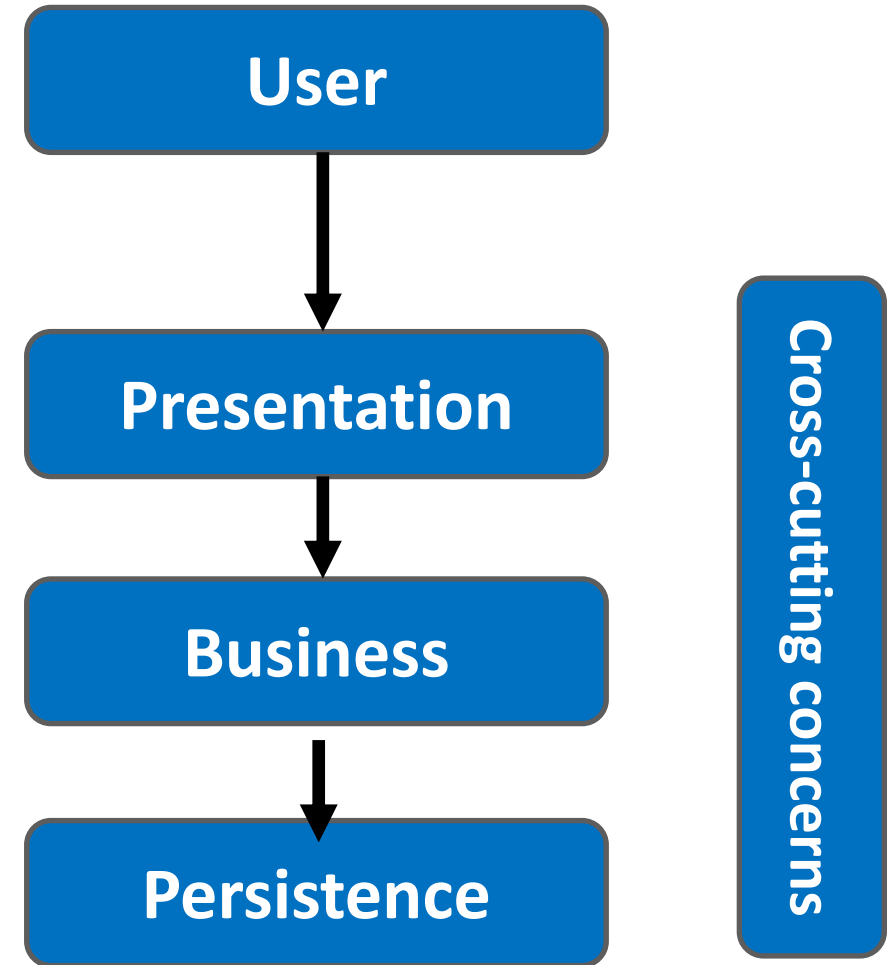 User
Presentation
Business
Persistence
Cross-cutting concerns